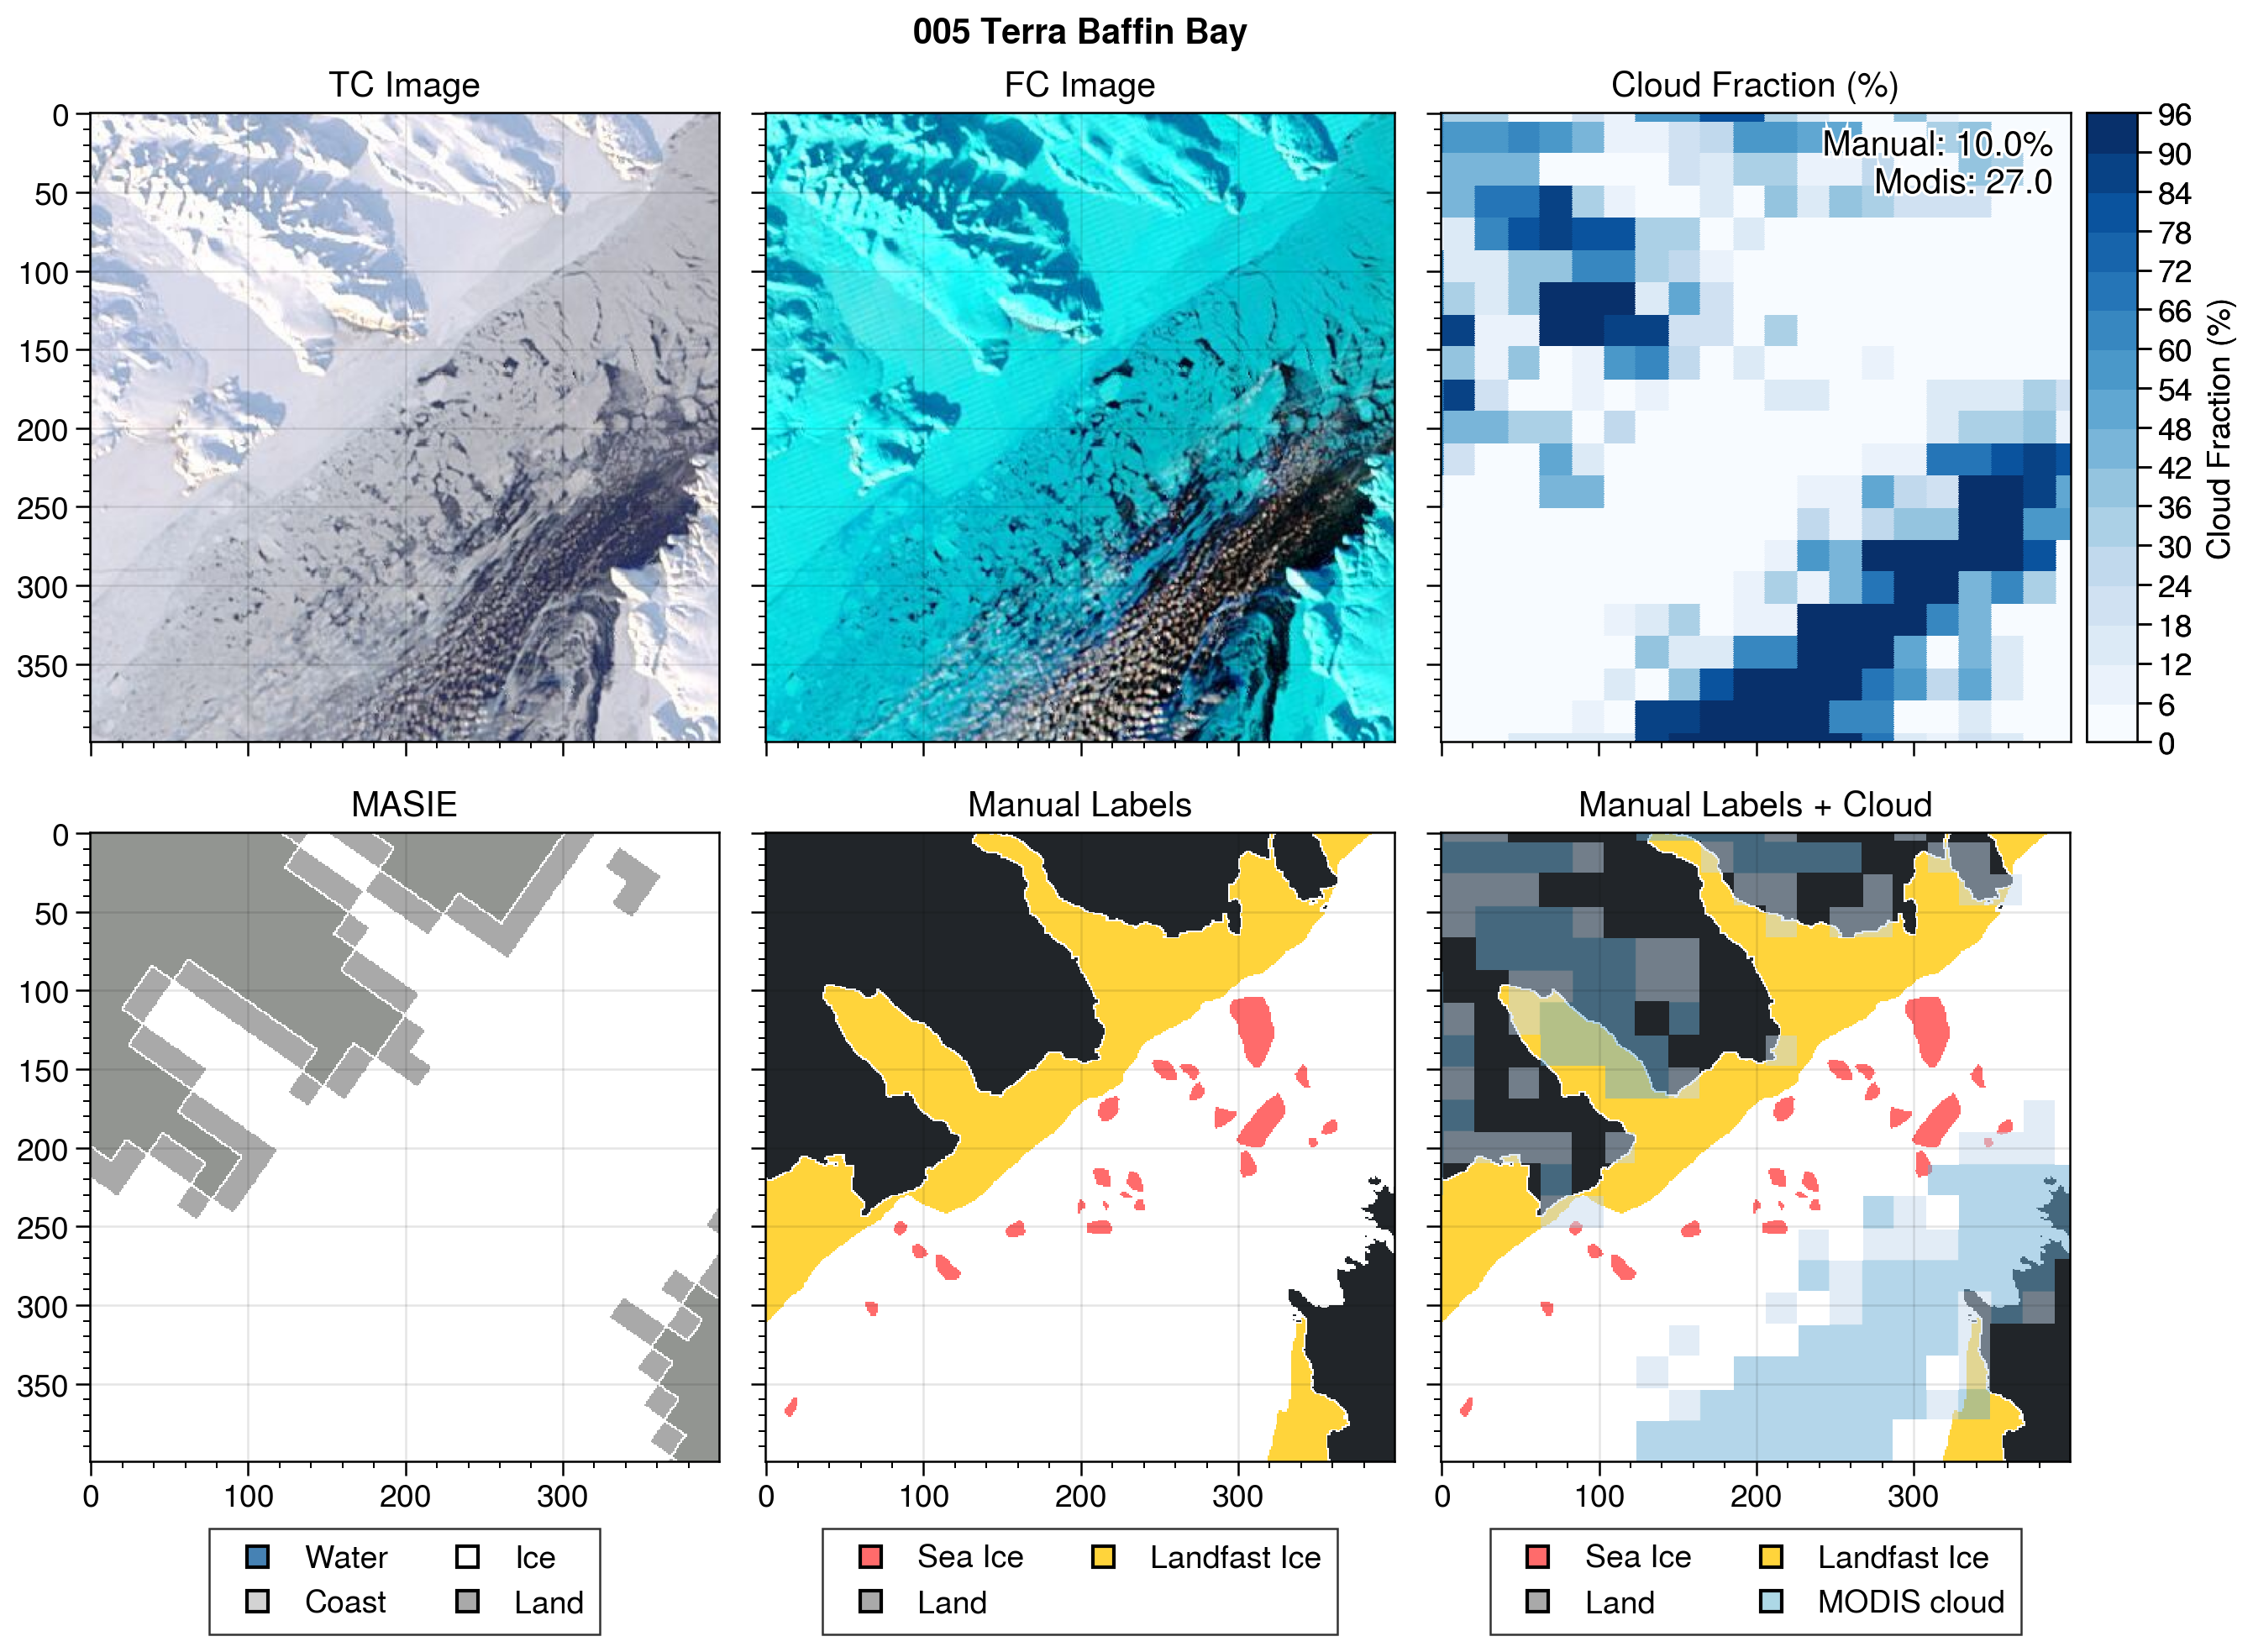 005 Terra Baffin Bay
TC Image
FC Image
Cloud Fraction (%)
0
50
100
150
200
250
300
350
Manual: 10.0%
Modis: 27.0
96
90
84
78
72
66
60
54
48
42
36
30
24
18
12
6
0
Cloud Fraction (%)
MASIE
Manual Labels
Manual Labels + Cloud
0
50
100
150
200
250
300
350
0 100 200 300
0 100 200 300
0 100 200 300
Water Ice
Coast Land
Sea Ice Landfast Ice
Land
Sea Ice Landfast Ice
Land MODIS cloud